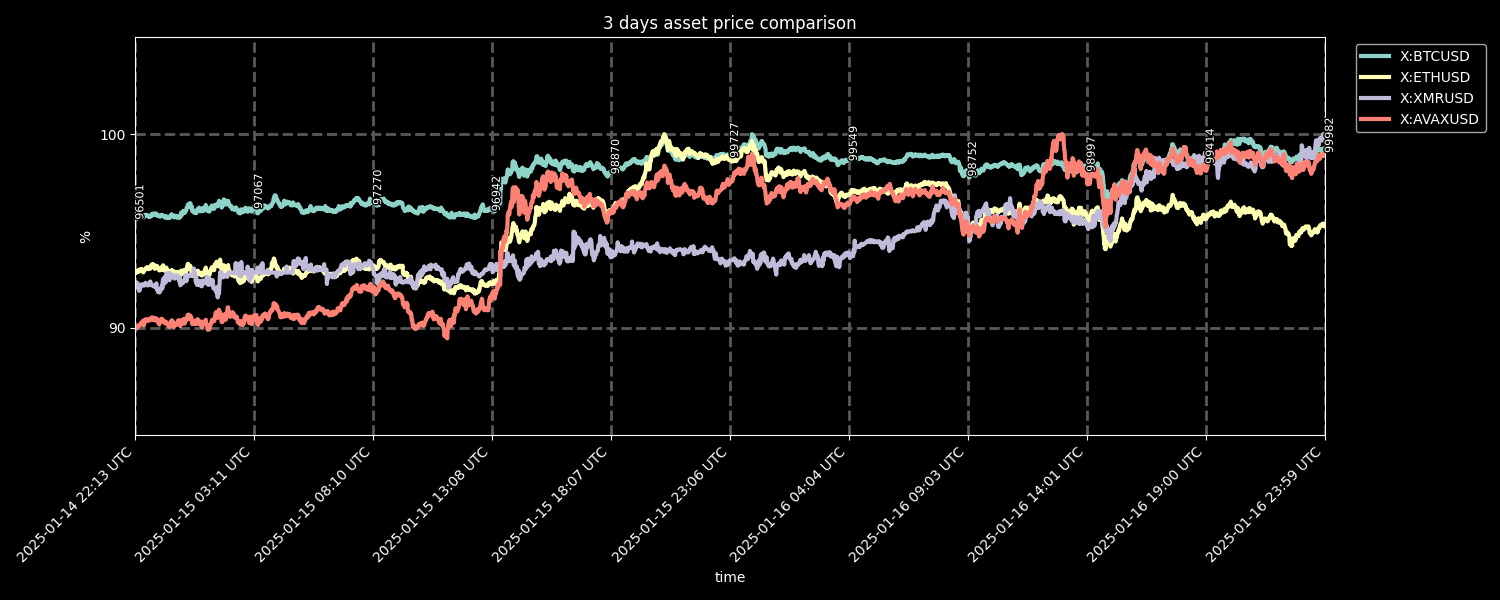 3 days asset price comparison
X:BTCUSD
X:ETHUSD
X:XMRUSD
X:AVAXUSD
100
90
%
96501
97067
97270
96942
98870
99727
99549
98752
98997
99414
99982
2025-01-14 22:13 UTC
2025-01-15 03:11 UTC
2025-01-15 08:10 UTC
2025-01-15 13:08 UTC
2025-01-15 18:07 UTC
2025-01-15 23:06 UTC
2025-01-16 04:04 UTC
2025-01-16 09:03 UTC
2025-01-16 14:01 UTC
2025-01-16 19:00 UTC
2025-01-16 23:59 UTC
time